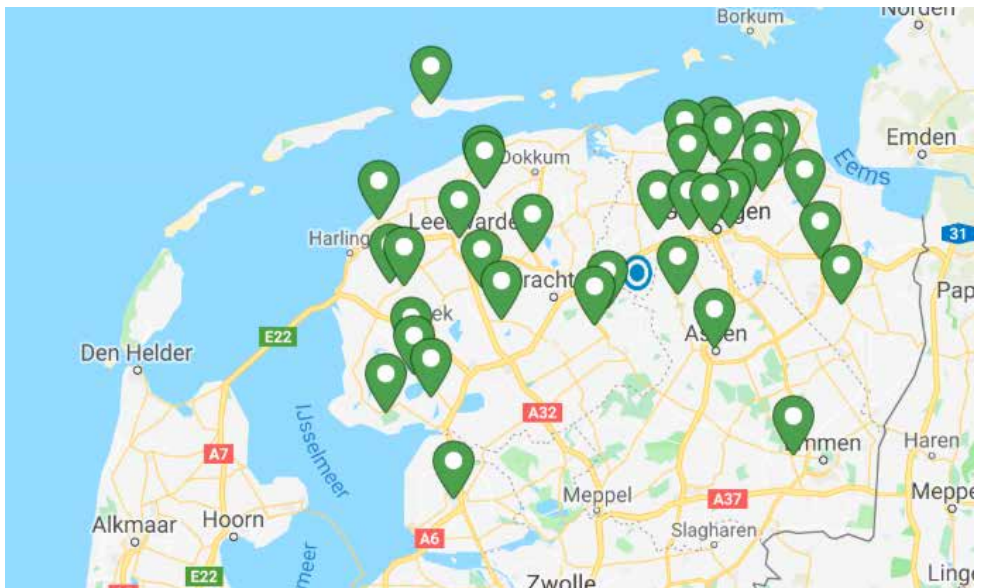 Norden
Borkum
Emden
Dokkum
Eems
Leeuwarde
Harling
31
Pap
E22
Den Helder
IJsselmeer
A32
A7
Haren
Meppel
A37
Meppe
Alkmaar
Hoorn
A6
Slagharen
E22
meer
Zwolle
Ling